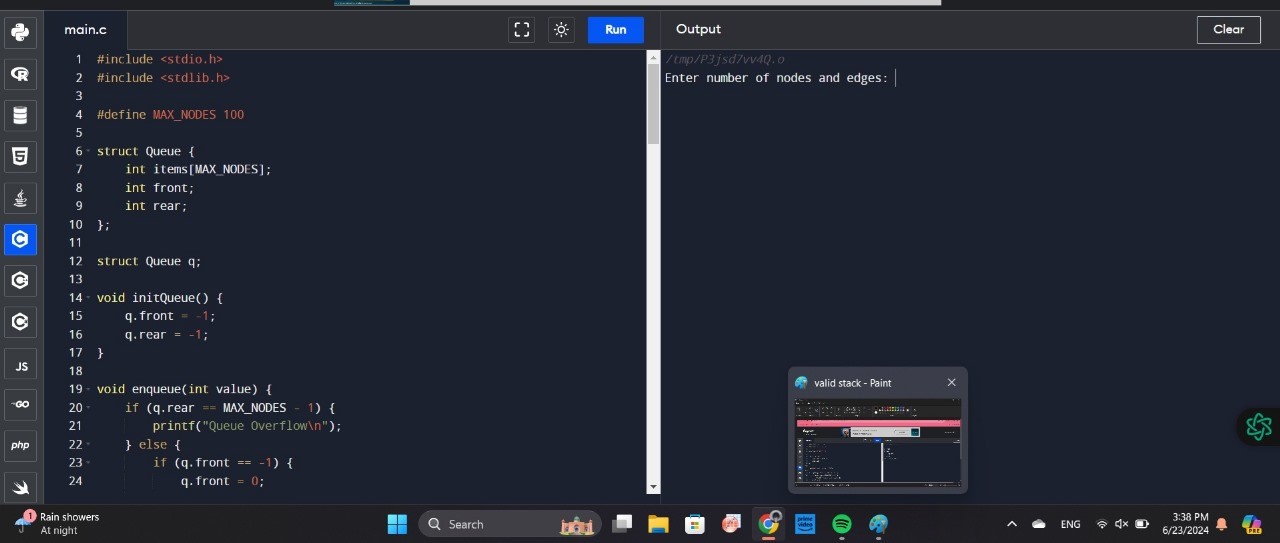 main.c
Run
Output
Clear
1 #include <stdio.h>
2 #include <stdlib.h>
3
4 #define MAX_NODES 100
5
6 struct Queue {
7 int items[MAX_NODES];
8 int front;
9 int rear;
10 };
11
12 struct Queue q;
13
14 void initQueue() {
15 q.front = -1;
16 q.rear = -1;
17 }
18
19 void enqueue(int value) {
20 if (q.rear == MAX_NODES - 1) {
21 printf("Queue Overflow\n");
22 } else {
23 if (q.front == -1) {
24 q.front = 0;
/tmp/P3jsd7vv4Q.o
Enter number of nodes and edges:
JS
GO
php
valid stack - Paint
1
Rain showers
At night
Search
prime video
ENG
3:38 PM
6/23/2024
PRE